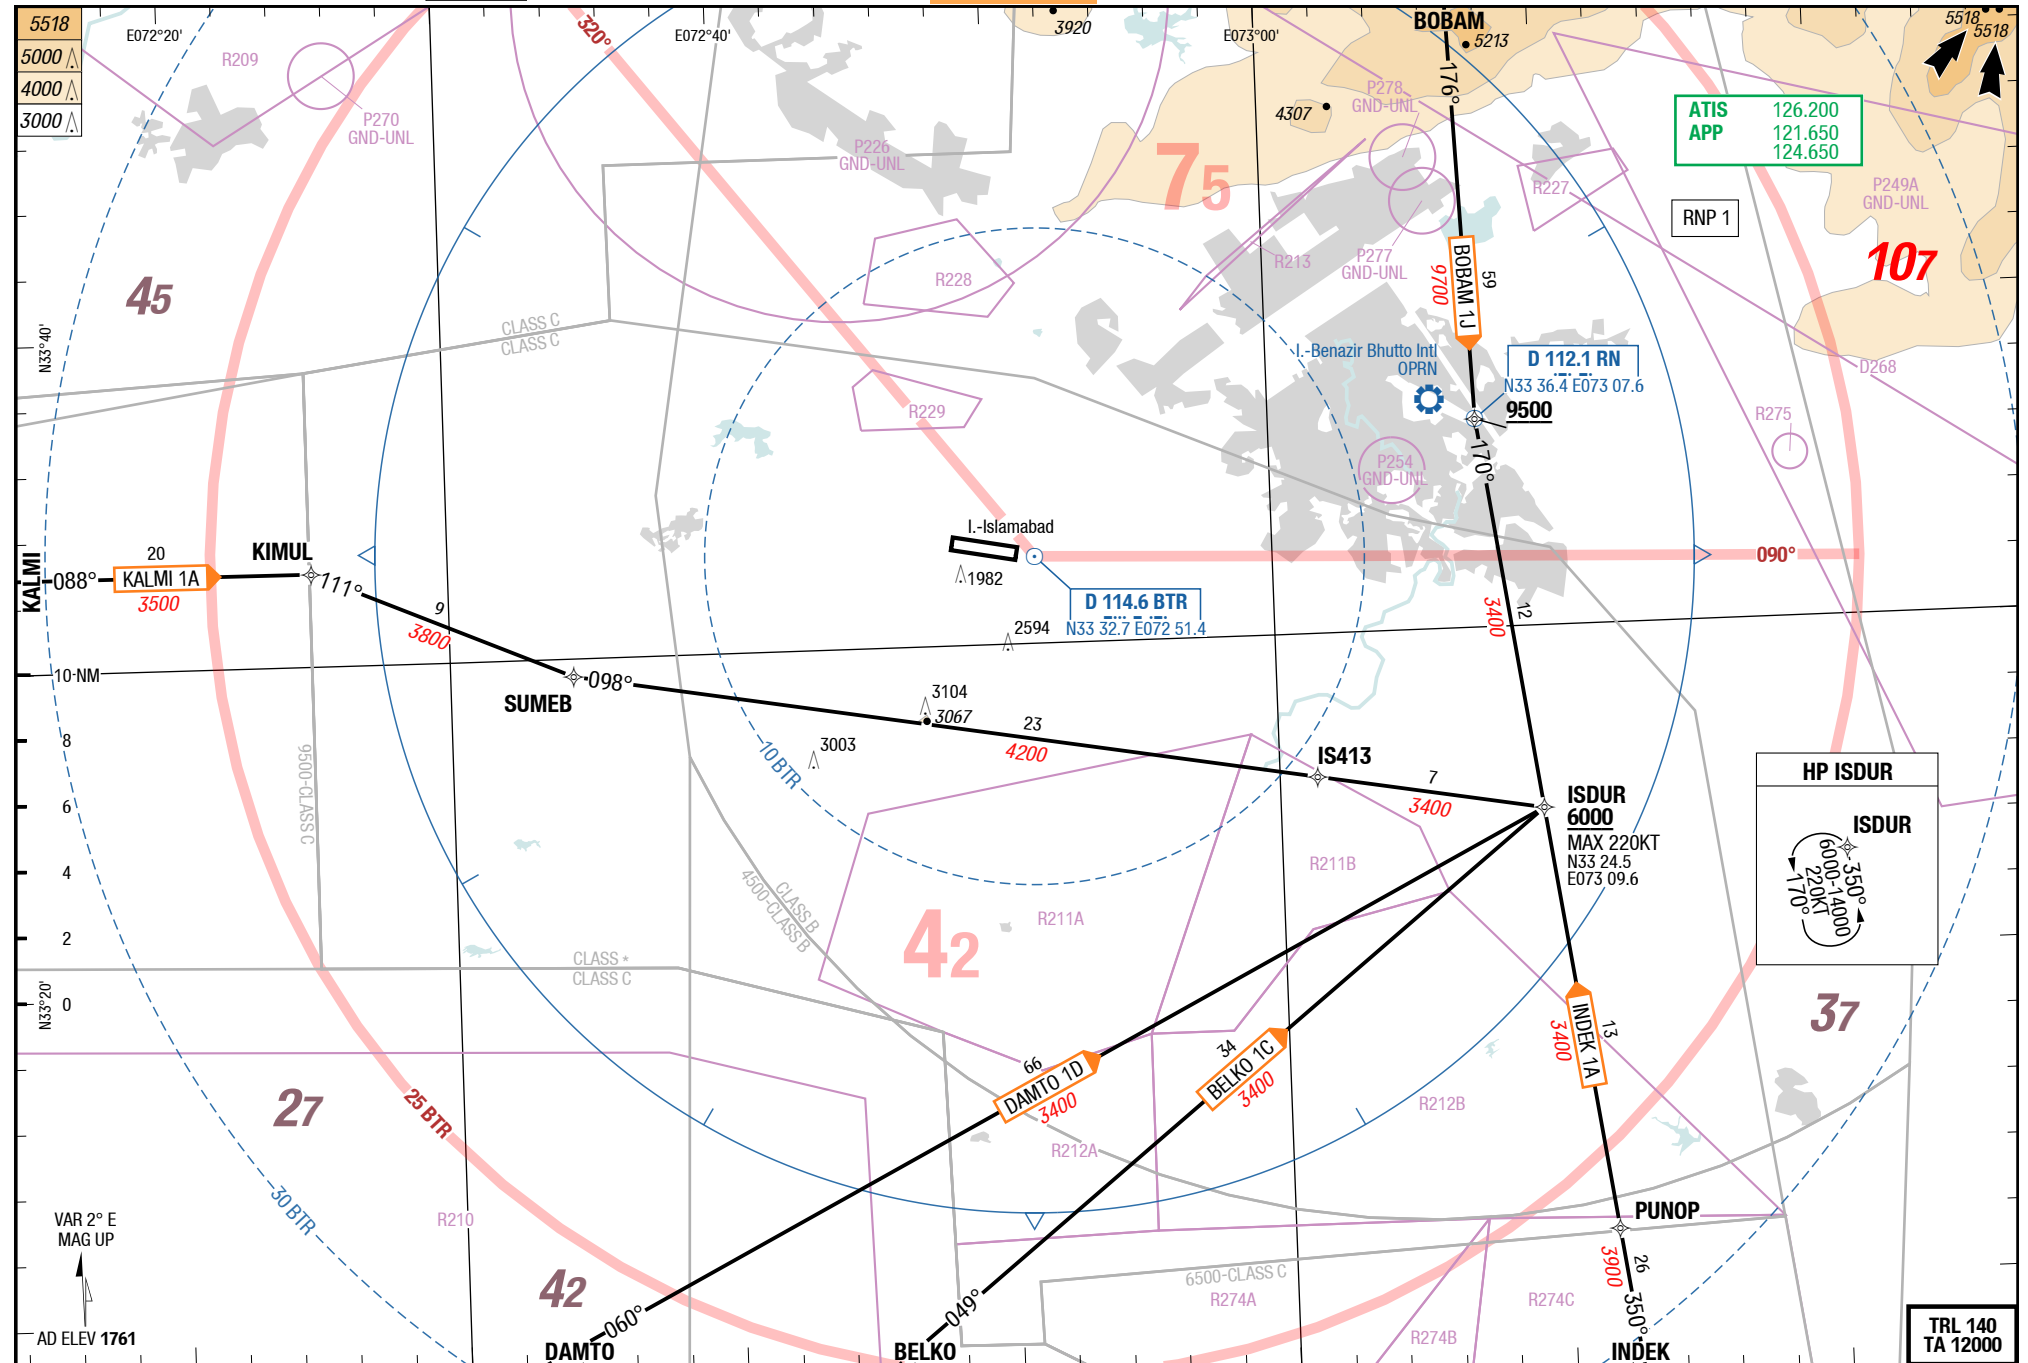 5518
5000
4000
3000
E072°20'
R209
P270
GND-UNL
320°
E072°40'
3920
P226
GND-UNL
E073°00'
BOBAM
5213
176°
P278
GND-UNL
4307
75
5518
5518
ATIS 126.200
APP 121.650
124.650
RNP 1
R227
P249A
GND-UNL
107
45
R228
R213
P277
GND-UNL
BOBAM 1J
59
9700
N33°40'
CLASS C
CLASS C
I.-Benazir Bhutto Intl
OPRN
D 112.1 RN
N33 36.4 E073 07.6
9500
D268
R275
R229
170°
P254
GND-UNL
I.-Islamabad
1982
090°
KALMI
088°
20
KALMI 1A
3500
KIMUL
111°
9
3800
D 114.6 BTR
N33 32.7 E072 51.4
2594
12
3400
10 NM
8
6
4
2
0
SUMEB
098°
3104
3067
3003
23
4200
10 BTR
IS413
7
3400
ISDUR
6000
MAX 220KT
N33 24.5
E073 09.6
HP ISDUR
ISDUR
350°
6000-14000
220KT
170°
9500-CLASS C
CLASS B
4500-CLASS B
R211B
R211A
42
CLASS *
CLASS C
N33°20'
37
INDEK 1A
13
3400
66
DAMTO 1D
3400
34
BELKO 1C
3400
27
25 BTR
R212B
R212A
30 BTR
R210
VAR 2° E
MAG UP
AD ELEV 1761
42
PUNOP
3900
26
350°
6500-CLASS C
R274A
R274C
R274B
060°
DAMTO
049°
BELKO
INDEK
TRL 140
TA 12000